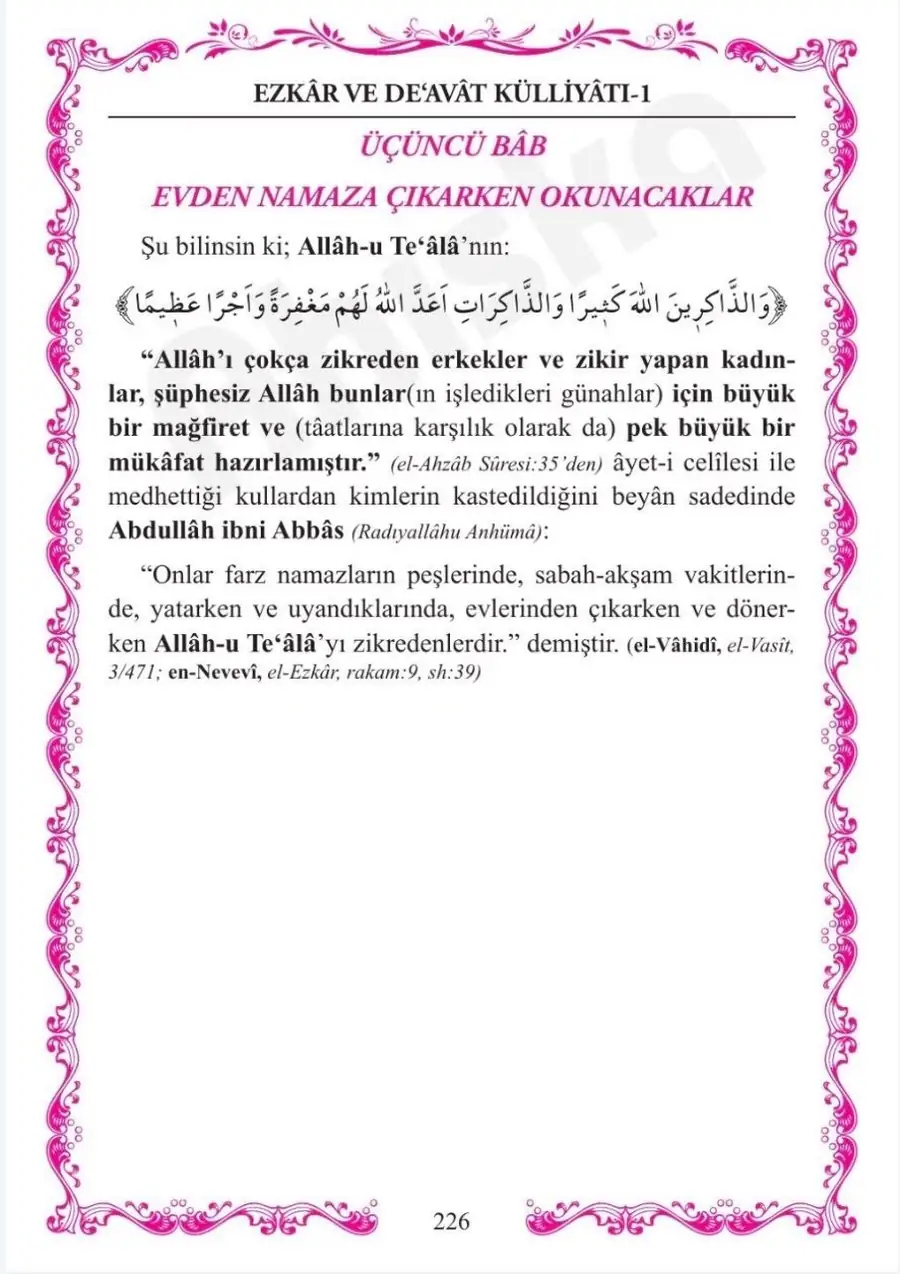 EZKÂR VE DE‘AVÂT KÜLLİYÂTI-1
ÜÇÜNCÜ BÂB
EVDEN NAMAZA ÇIKARKEN OKUNACAKLAR
Şu bilinsin ki; Allâh-u Te‘âlâ’nın:
﴿وَالذَّاكِرِينَ اللهَ كَثِيرًا وَالذَّاكِرَاتِ اَعَدَّ اللهُ لَهُمْ مَغْفِرَةً وَاَجْرًا عَظِيمًا﴾
“Allâh’ı çokça zikreden erkekler ve zikir yapan kadın-
lar, şüphesiz Allâh bunlar(ın işledikleri günahlar) için büyük
bir mağfiret ve (tâatlarına karşılık olarak da) pek büyük bir
mükâfat hazırlamıştır.” (el-Ahzâb Sûresi:35’den) âyet-i celîlesi ile
medhettiği kullardan kimlerin kastedildiğini beyân sadedinde
Abdullâh ibni Abbâs (Radıyallâhu Anhümâ):
“Onlar farz namazların peşlerinde, sabah-akşam vakitlerin-
de, yatarken ve uyandıklarında, evlerinden çıkarken ve döner-
ken Allâh-u Te‘âlâ’yı zikredenlerdir.” demiştir. (el-Vâhidî, el-Vasît,
3/471; en-Nevevî, el-Ezkâr, rakam:9, sh:39)
226
Ahıska